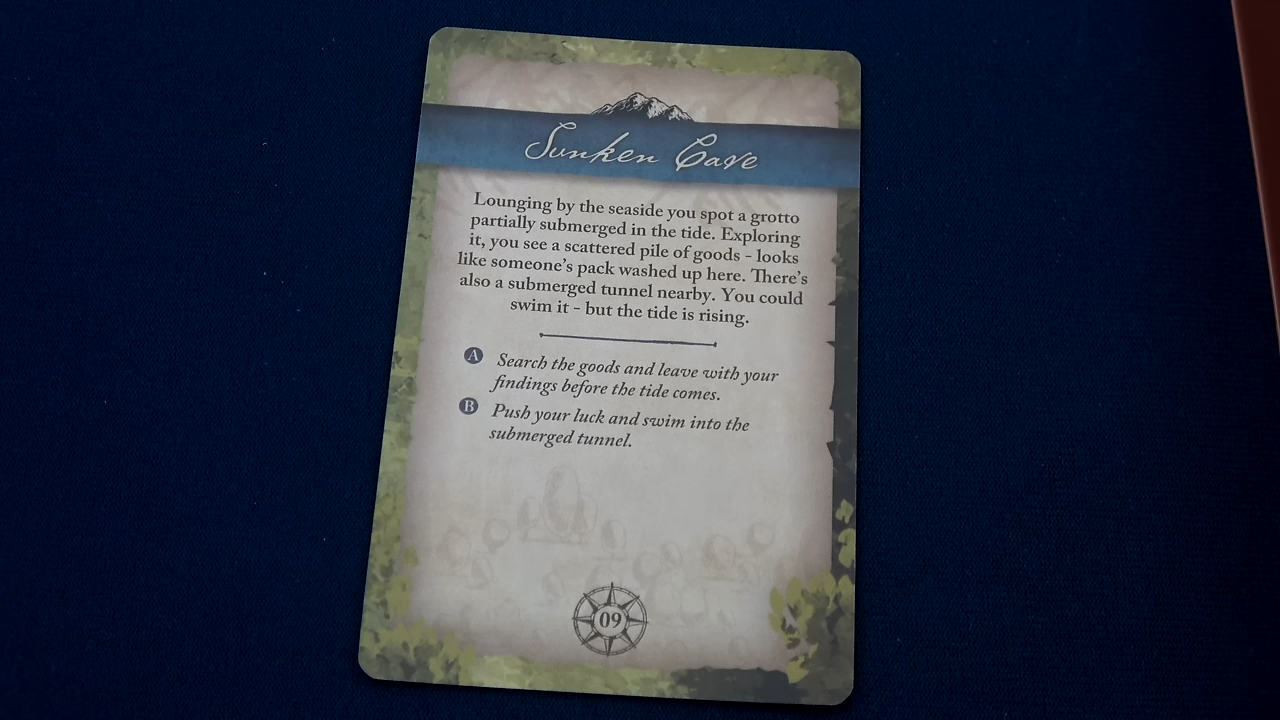 Sunken Cave
Lounging by the seaside you spot a grotto
partially submerged in the tide. Exploring
it, you see a scattered pile of goods - looks
like someone's pack washed up here. There's
also a submerged tunnel nearby. You could
swim it - but the tide is rising.
A Search the goods and leave with your
findings before the tide comes.
B Push your luck and swim into the
submerged tunnel.
09